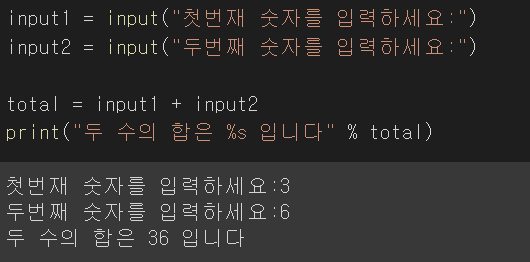 input1 = input("첫번재 숫자를 입력하세요:")
input2 = input("두번째 숫자를 입력하세요:")
total = input1 + input2
print("두 수의 합은 %s 입니다" % total)
첫번재 숫자를 입력하세요:3
두번째 숫자를 입력하세요:6
두 수의 합은 36 입니다